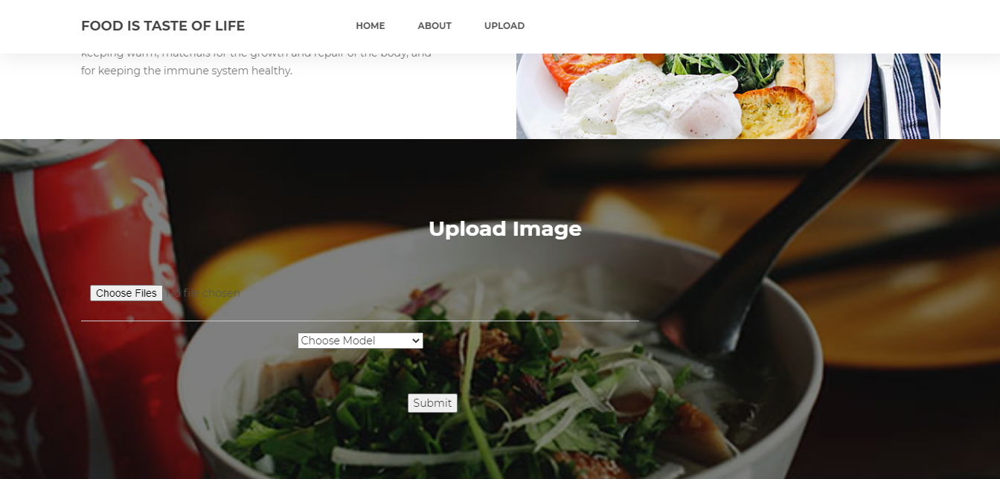 FOOD IS TASTE OF LIFE HOME ABOUT UPLOAD
keeping warm, materials for the growth and repair of the body, and
for keeping the immune system healthy.
Upload Image
Choose Files No file chosen
Choose Model
Submit